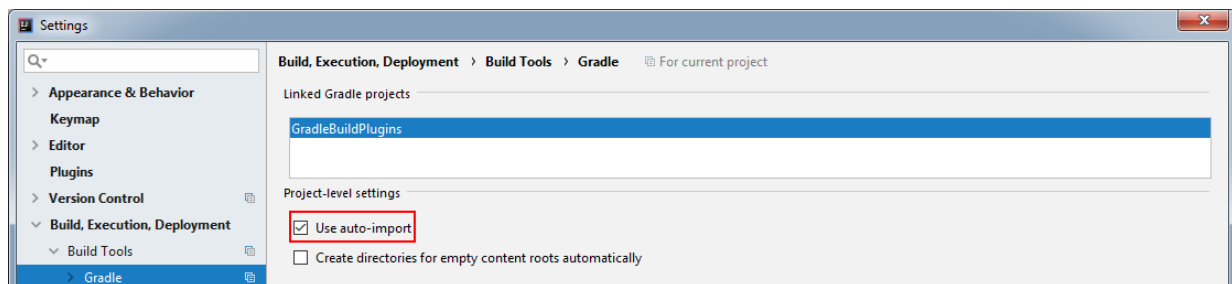 Settings
Build, Execution, Deployment > Build Tools > Gradle For current project
Appearance & Behavior
Keymap
Editor
Plugins
Version Control
Build, Execution, Deployment
Build Tools
Gradle
Linked Gradle projects
GradleBuildPlugins
Project-level settings
Use auto-import
Create directories for empty content roots automatically